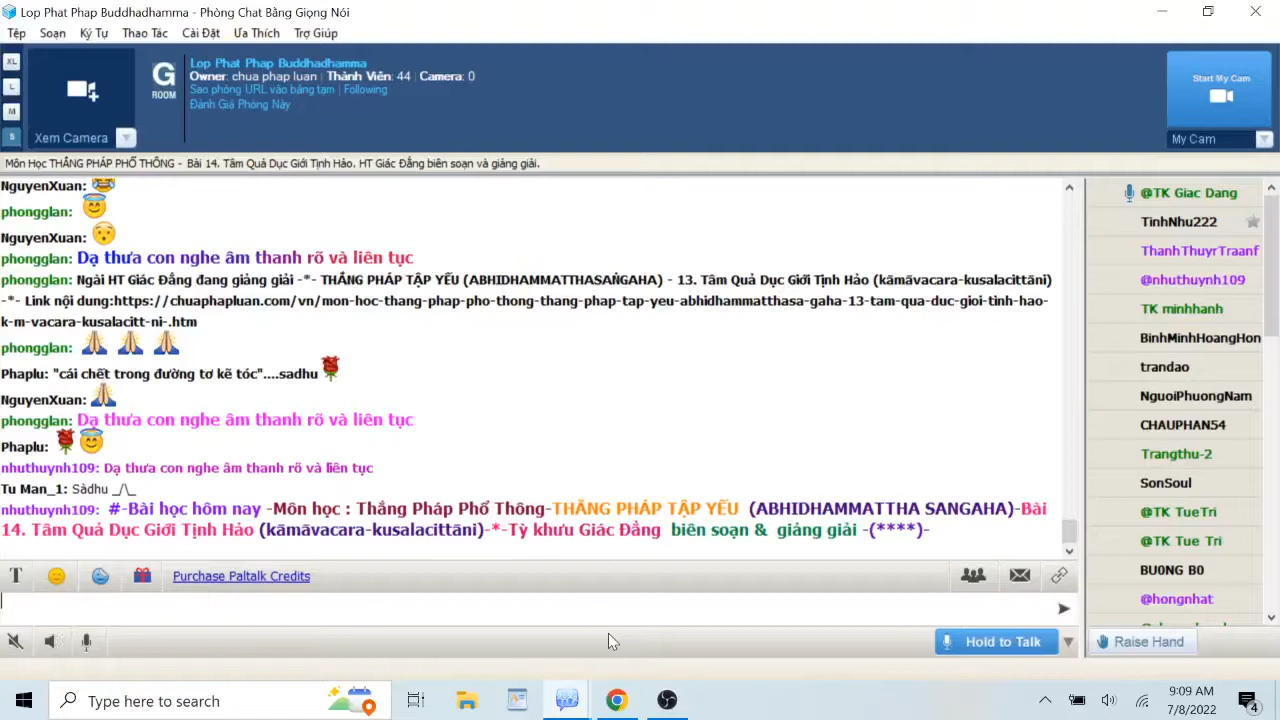 Lop Phat Phap Buddhadhamma - Phòng Chat Bằng Giọng Nói
Tệp Soạn Ký Tự Thao Tác Cài Đặt Ưa Thích Trợ Giúp
XL
L
M
S
Xem Camera
G
ROOM
Lop Phat Phap Buddhadhamma
Owner: chua phap luan | Thành Viên: 44 | Camera: 0
Sao phòng URL vào bảng tạm | Following
Đánh Giá Phòng Này
Start My Cam
My Cam
Môn Học THẮNG PHÁP PHỔ THÔNG - Bài 14. Tâm Quả Dục Giới Tịnh Hảo. HT Giác Đẳng biên soạn và giảng giải.
NguyenXuan:
phongglan:
NguyenXuan:
phongglan: Dạ thưa con nghe âm thanh rõ và liên tục
phongglan: Ngài HT Giác Đẳng đang giảng giải -*- THẮNG PHÁP TẬP YẾU (ABHIDHAMMATTHASAṄGAHA) - 13. Tâm Quả Dục Giới Tịnh Hảo (kāmāvacara-kusalacittāni)
-*- Link nội dung:https://chuaphapluan.com/vn/mon-hoc-thang-phap-pho-thong-thang-phap-tap-yeu-abhidhammatthasa-gaha-13-tam-qua-duc-gioi-tinh-hao-
k-m-vacara-kusalacitt-ni-.htm
phongglan:
Phaplu: "cái chết trong đường tơ kẽ tóc"....sadhu
NguyenXuan:
phongglan: Dạ thưa con nghe âm thanh rõ và liên tục
Phaplu:
nhuthuynh109: Dạ thưa con nghe âm thanh rõ và liên tục
Tu Man_1: Sàdhu _/\_
nhuthuynh109: #-Bài học hôm nay -Môn học : Thắng Pháp Phổ Thông-THẮNG PHÁP TẬP YẾU (ABHIDHAMMATTHA SANGAHA)-Bài
14. Tâm Quả Dục Giới Tịnh Hảo (kāmāvacara-kusalacittāni)-*-Tỳ khưu Giác Đẳng biên soạn & giảng giải -(****)-
@TK Giac Dang
TinhNhu222
ThanhThuyrTraanf
@nhuthuynh109
TK minhhanh
BinhMinhHoangHon
trandao
NguoiPhuongNam
CHAUPHAN54
Trangthu-2
SonSoul
@TK TueTri
@TK Tue Tri
BU0NG B0
@hongnhat
T Purchase Paltalk Credits
Hold to Talk
Raise Hand
Type here to search
9:09 AM
7/8/2022
4